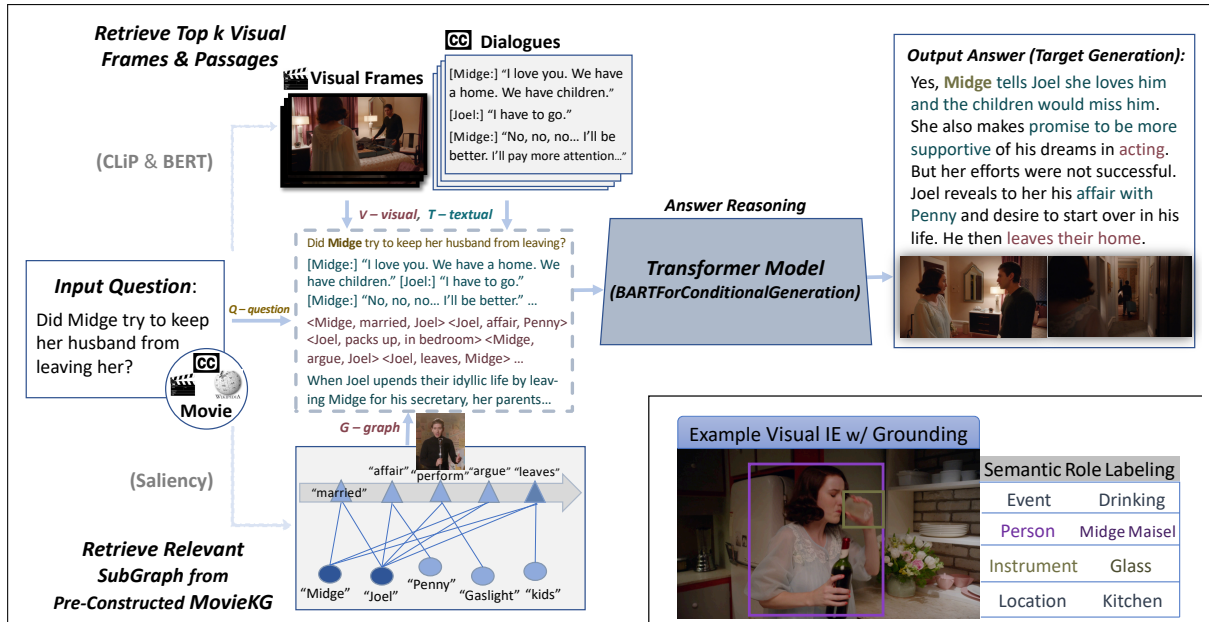 Retrieve Top k Visual
Frames & Passages
(CLiP & BERT)
Input Question:
Did Midge try to keep
her husband from
leaving her?
CC
WIKIPEDIA
Movie
(Saliency)
Retrieve Relevant
SubGraph from
Pre-Constructed MovieKG
Visual Frames
CC Dialogues
[Midge:] “I love you. We have
a home. We have children.”
[Joel:] “I have to go.”
[Midge:] “No, no, no... I’ll be
better. I’ll pay more attention…”
V – visual, T – textual
Q – question
Did Midge try to keep her husband from leaving?
[Midge:] “I love you. We have a home. We
have children.” [Joel:] “I have to go.”
[Midge:] “No, no, no... I’ll be better.” ...
<Midge, married, Joel> <Joel, affair, Penny>
<Joel, packs up, in bedroom> <Midge,
argue, Joel> <Joel, leaves, Midge> ...
When Joel upends their idyllic life by leav-
ing Midge for his secretary, her parents...
G – graph
“affair” “perform” “argue” “leaves”
“married”
“Midge” “Joel” “Penny” “Gaslight” “kids”
Answer Reasoning
Transformer Model
(BARTForConditionalGeneration)
Output Answer (Target Generation):
Yes, Midge tells Joel she loves him
and the children would miss him.
She also makes promise to be more
supportive of his dreams in acting.
But her efforts were not successful.
Joel reveals to her his affair with
Penny and desire to start over in his
life. He then leaves their home.
Example Visual IE w/ Grounding
Semantic Role Labeling
Event Drinking
Person Midge Maisel
Instrument Glass
Location Kitchen